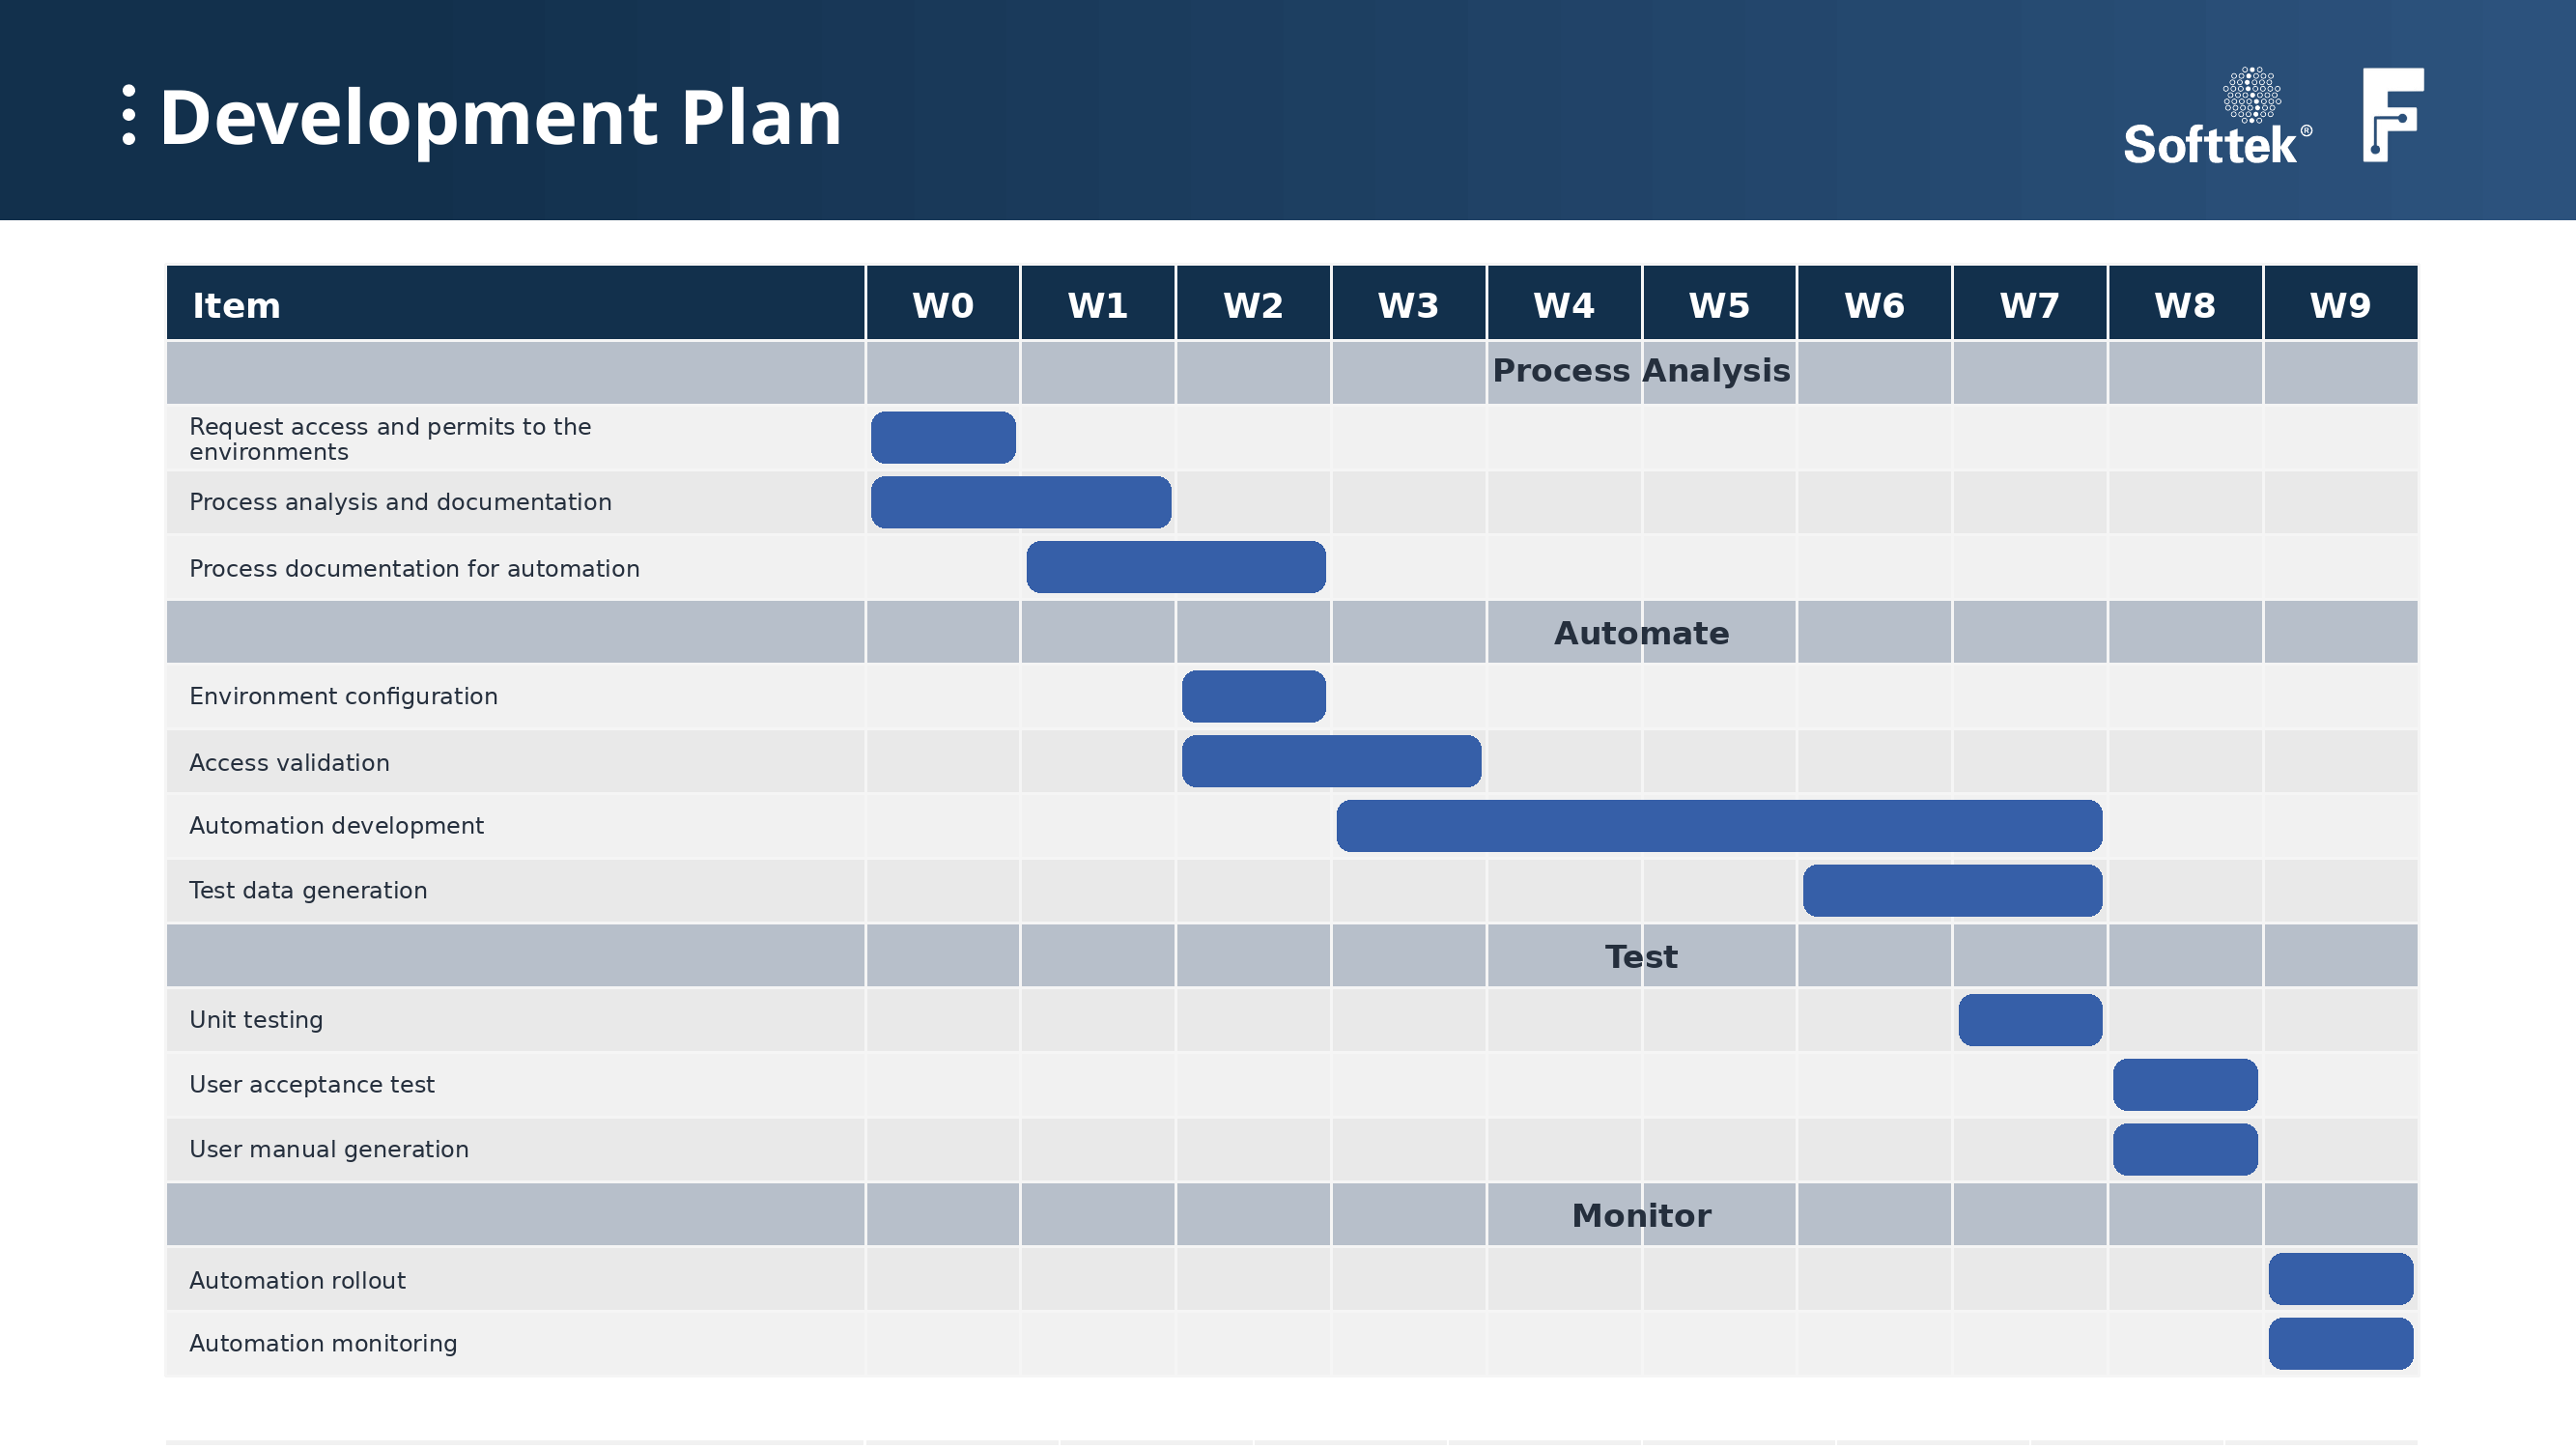 Development Plan
Softtek®
Item W0 W1 W2 W3 W4 W5 W6 W7 W8 W9
Process Analysis
Request access and permits to the
environments
Process analysis and documentation
Process documentation for automation
Automate
Environment configuration
Access validation
Automation development
Test data generation
Test
Unit testing
User acceptance test
User manual generation
Monitor
Automation rollout
Automation monitoring